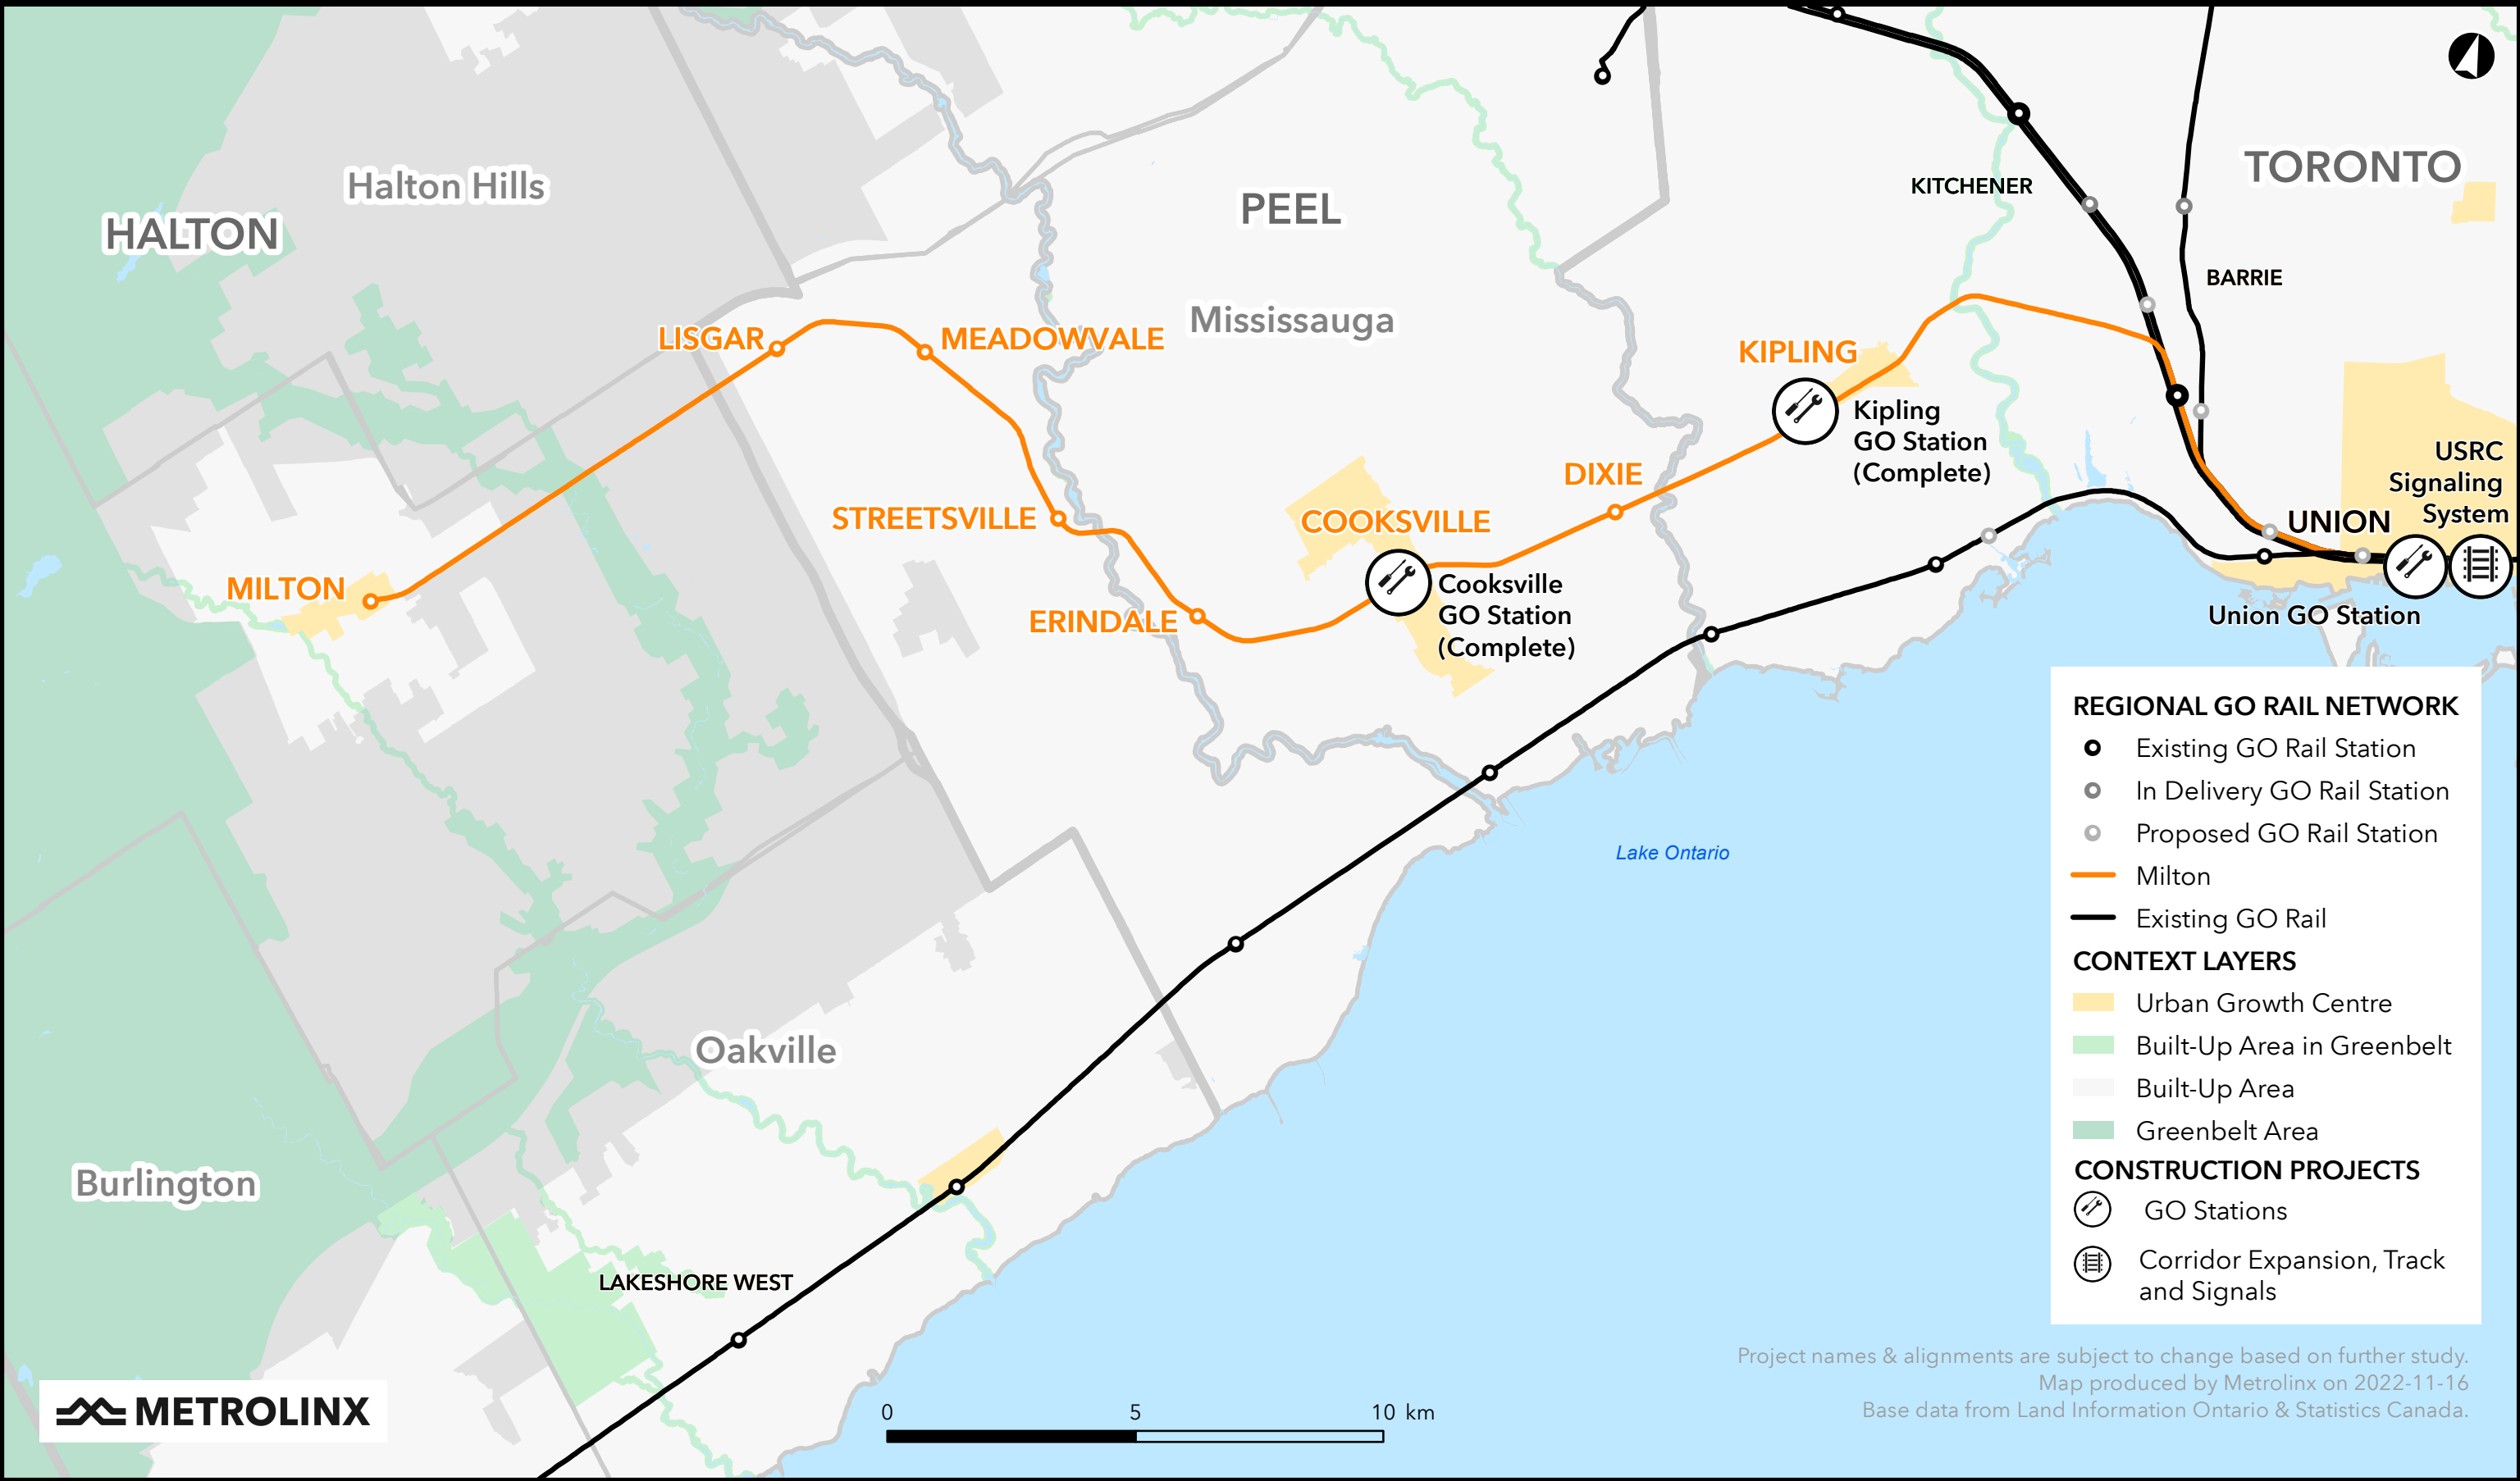 Halton Hills
HALTON
PEEL
Mississauga
TORONTO
KITCHENER
BARRIE
LISGAR
MEADOWVALE
KIPLING
Kipling
GO Station
(Complete)
DIXIE
STREETSVILLE
COOKSVILLE
Cooksville
GO Station
(Complete)
MILTON
ERINDALE
USRC
Signaling
System
UNION
Union GO Station
Lake Ontario
Oakville
Burlington
LAKESHORE WEST
REGIONAL GO RAIL NETWORK
Existing GO Rail Station
In Delivery GO Rail Station
Proposed GO Rail Station
Milton
Existing GO Rail
CONTEXT LAYERS
Urban Growth Centre
Built-Up Area in Greenbelt
Built-Up Area
Greenbelt Area
CONSTRUCTION PROJECTS
GO Stations
Corridor Expansion, Track
and Signals
Project names & alignments are subject to change based on further study.
Map produced by Metrolinx on 2022-11-16
Base data from Land Information Ontario & Statistics Canada.
METROLINX
0 5 10 km